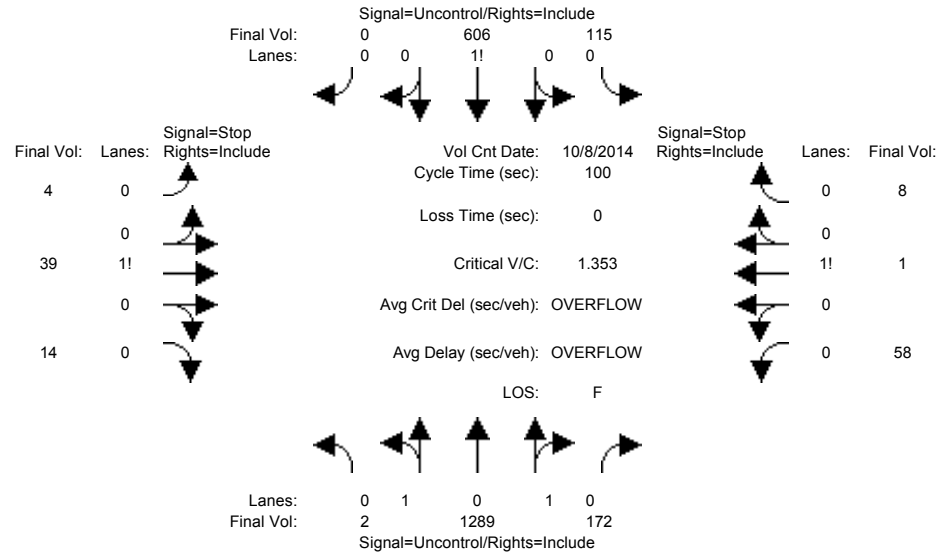 Signal=Uncontrol/Rights=Include
Final Vol: 0 606 115
Lanes: 0 0 1! 0 0
Signal=Stop Signal=Stop
Final Vol: Lanes: Rights=Include Vol Cnt Date: 10/8/2014 Rights=Include Lanes: Final Vol:
Cycle Time (sec): 100
4 0 0 8
Loss Time (sec): 0
0 0
39 1! Critical V/C: 1.353 1! 1
0 Avg Crit Del (sec/veh): OVERFLOW 0
14 0 Avg Delay (sec/veh): OVERFLOW 0 58
LOS: F
Lanes: 0 1 0 1 0
Final Vol: 2 1289 172
Signal=Uncontrol/Rights=Include